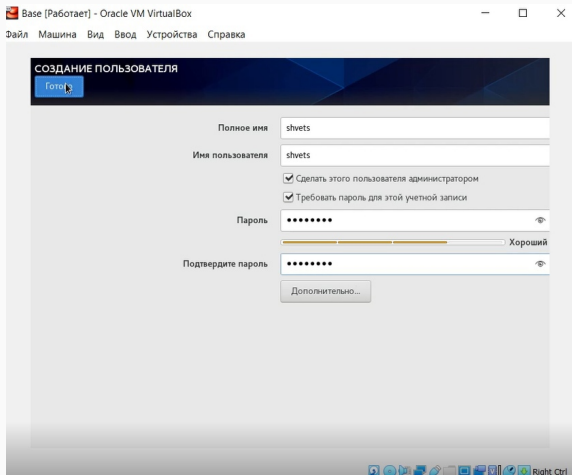 Base [Работает] - Oracle VM VirtualBox
Файл Машина Вид Ввод Устройства Справка
СОЗДАНИЕ ПОЛЬЗОВАТЕЛЯ
Готово
Полное имя shvets
Имя пользователя shvets
Сделать этого пользователя администратором
Требовать пароль для этой учетной записи
Пароль ••••••••
Хороший
Подтвердите пароль ••••••••
Дополнительно...
Right Ctrl